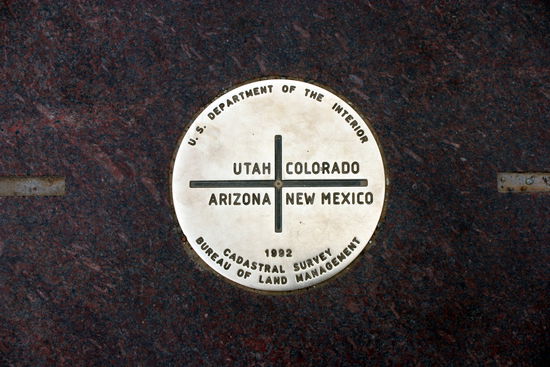 U.S. DEPARTMENT OF THE INTERIOR
UTAH COLORADO
ARIZONA NEW MEXICO
1992
CADASTRAL SURVEY
BUREAU OF LAND MANAGEMENT